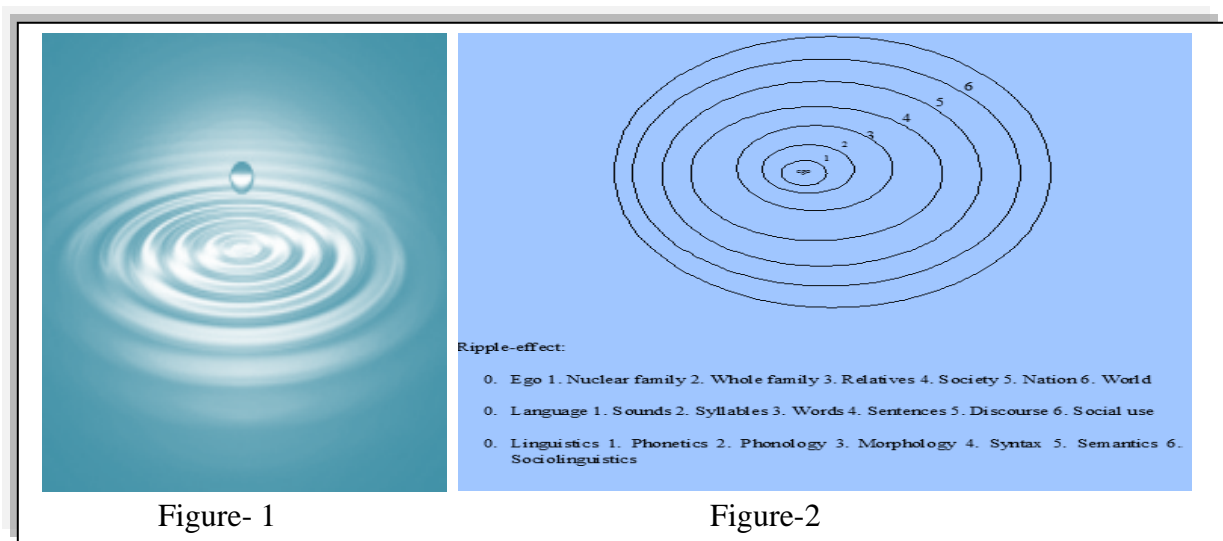 6
5
4
3
2
1
ego
Ripple-effect:
0. Ego 1. Nuclear family 2. Whole family 3. Relatives 4. Society 5. Nation 6. World
0. Language 1. Sounds 2. Syllables 3. Words 4. Sentences 5. Discourse 6. Social use
0. Linguistics 1. Phonetics 2. Phonology 3. Morphology 4. Syntax 5. Semantics 6.
Sociolinguistics
Figure- 1
Figure-2